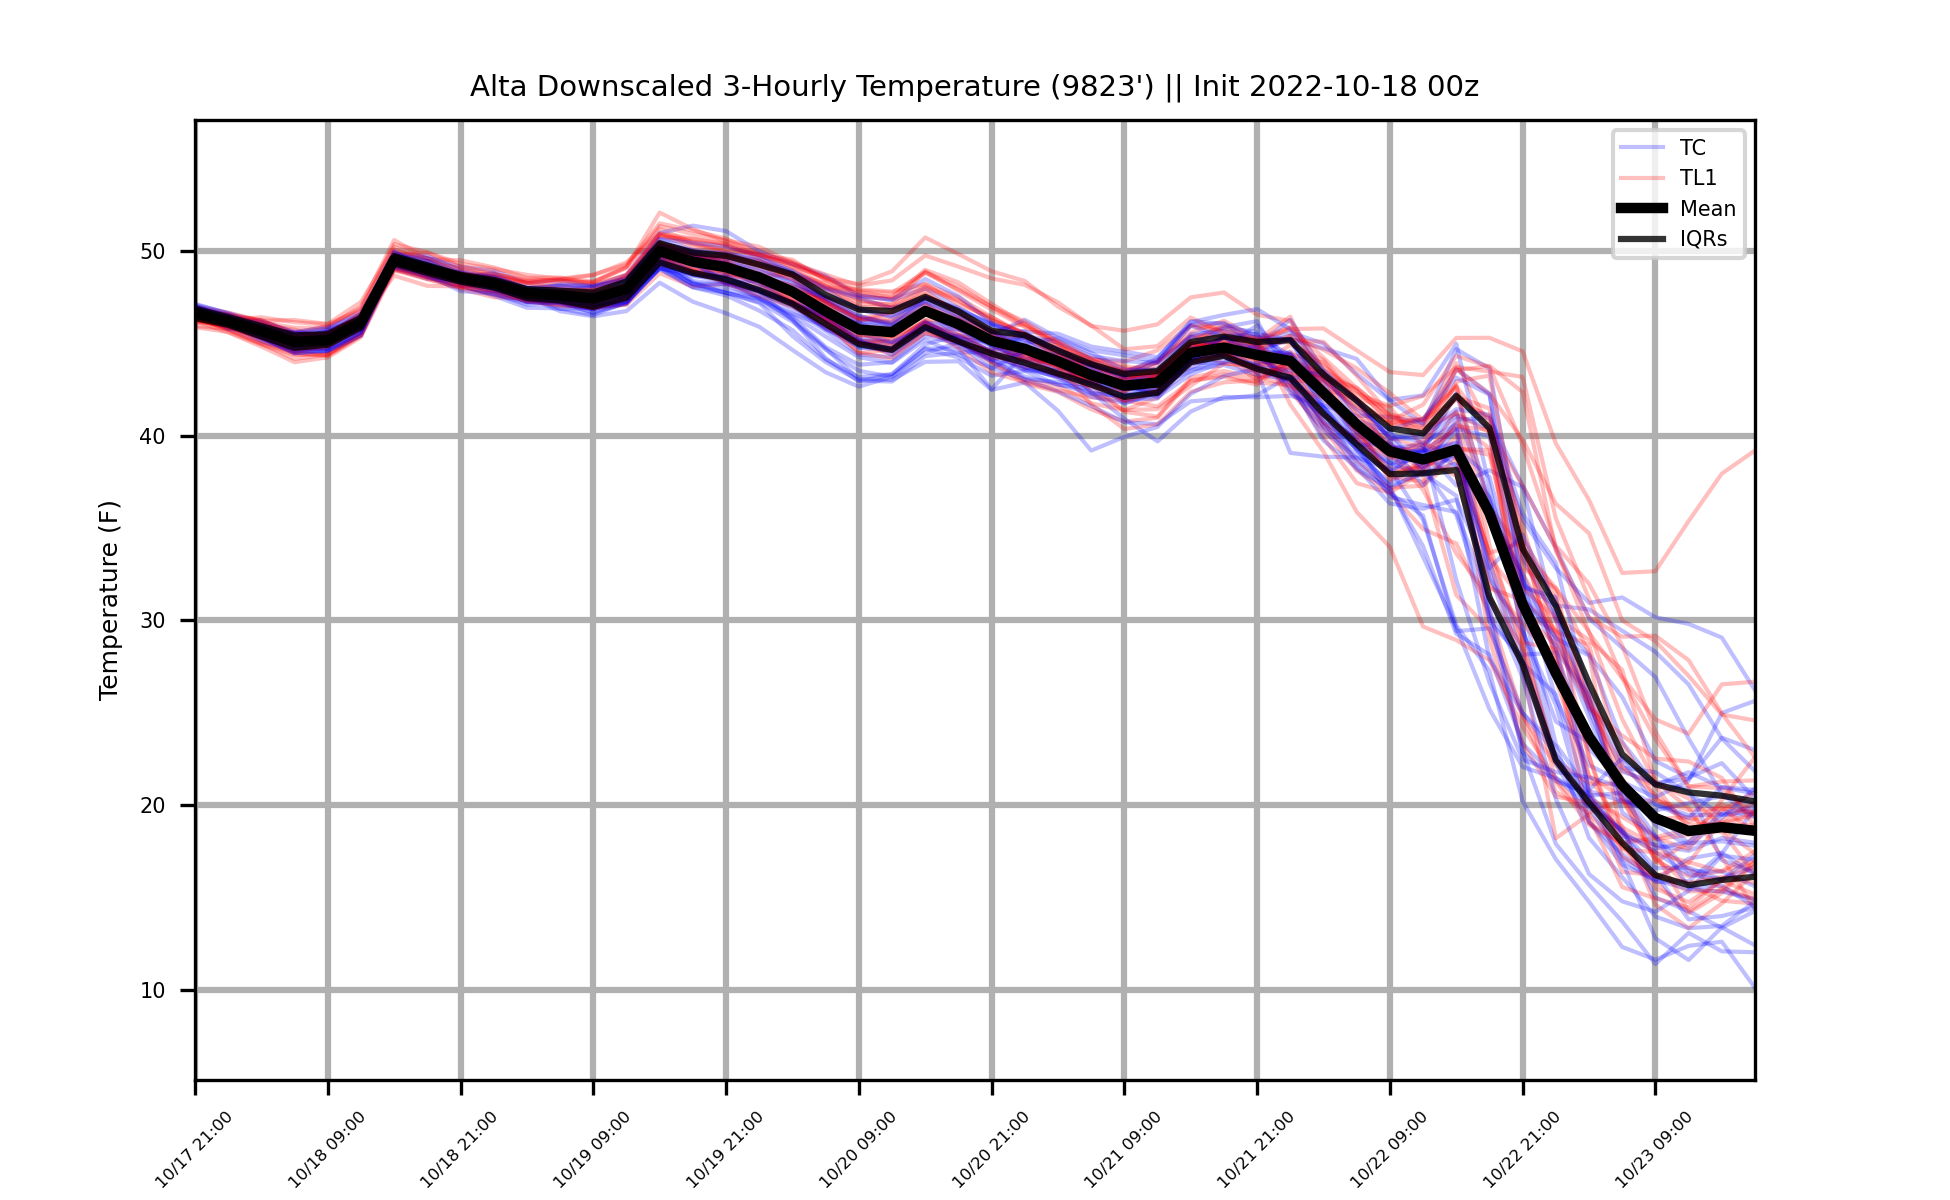 Alta Downscaled 3-Hourly Temperature (9823') || Init 2022-10-18 00z
TC
TL1
Mean
IQRs
Temperature (F)
50
40
30
20
10
10/17 21:00
10/18 09:00
10/18 21:00
10/19 09:00
10/19 21:00
10/20 09:00
10/20 21:00
10/21 09:00
10/21 21:00
10/22 09:00
10/22 21:00
10/23 09:00